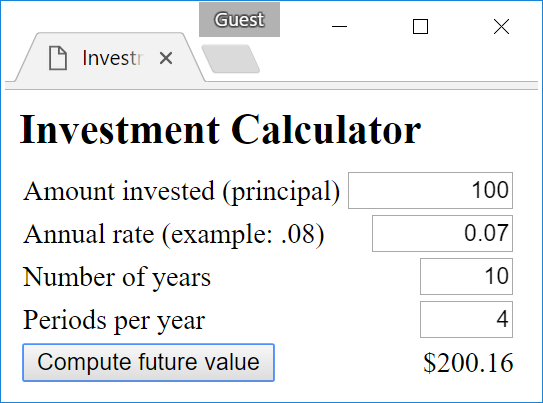 Guest
Invest
Investment Calculator
Amount invested (principal) 100
Annual rate (example: .08) 0.07
Number of years 10
Periods per year 4
Compute future value $200.16